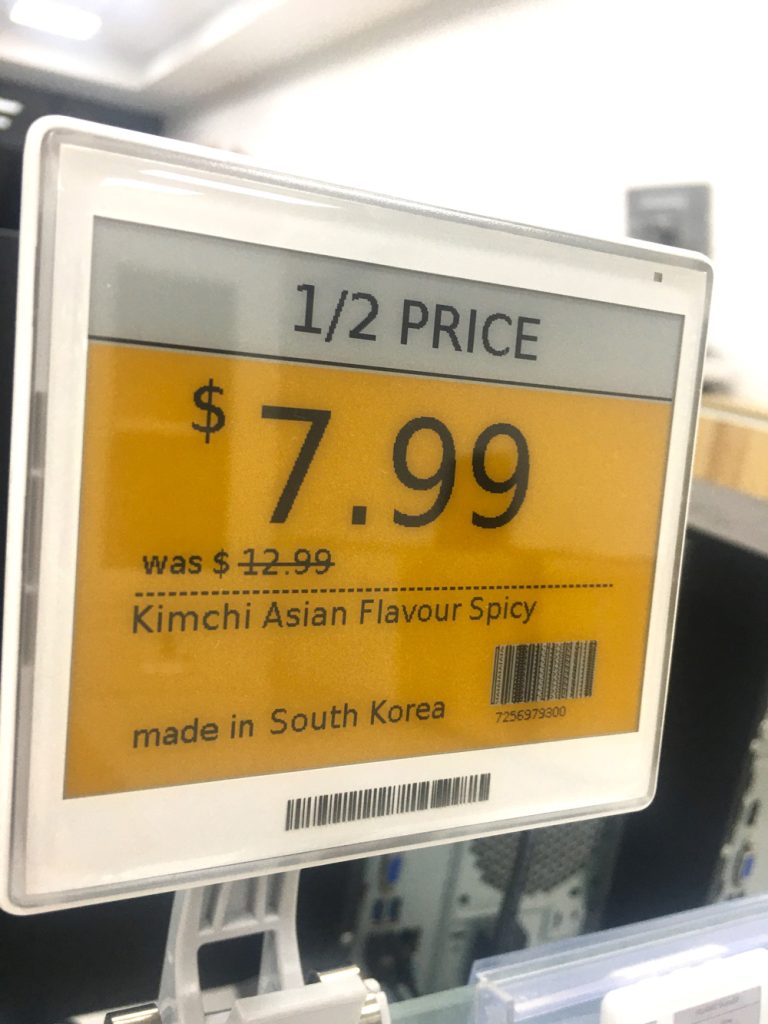 1/2 PRICE
$ 7.99
was $ 12.99
Kimchi Asian Flavour Spicy
made in South Korea
7256979300